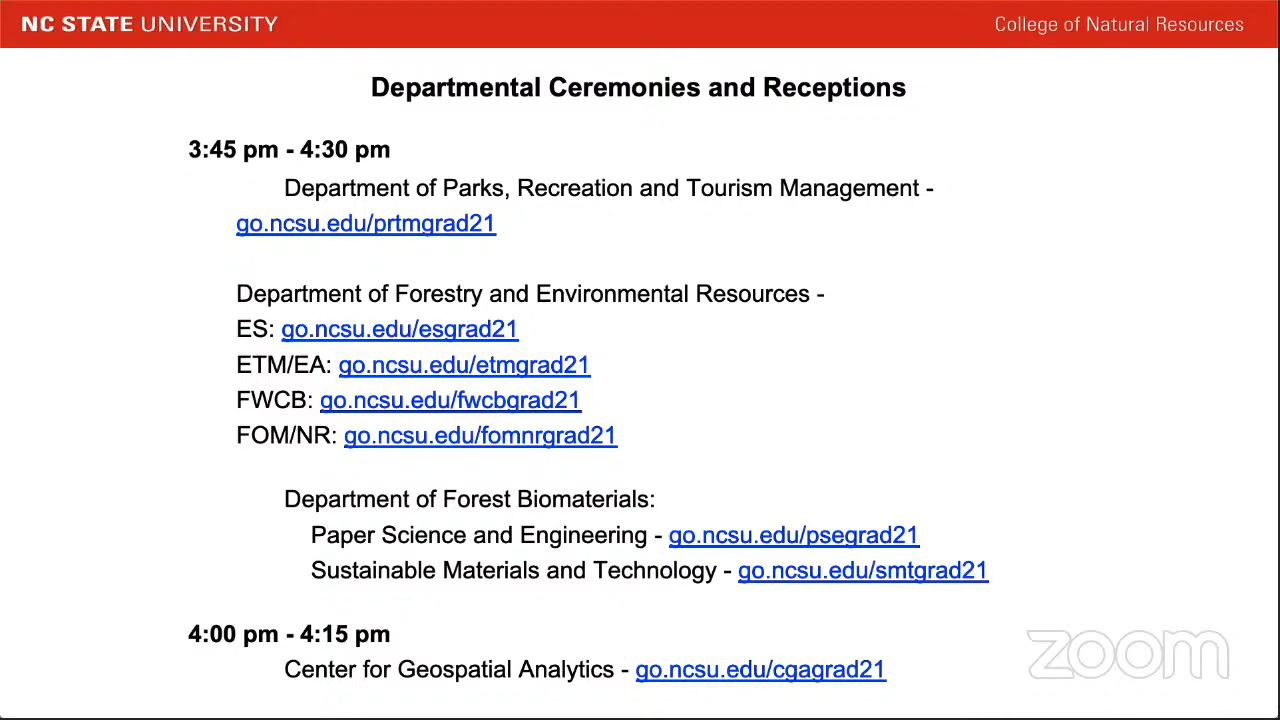 NC STATE UNIVERSITY
College of Natural Resources
Departmental Ceremonies and Receptions
3:45 pm - 4:30 pm
Department of Parks, Recreation and Tourism Management -
go.ncsu.edu/prtmgrad21
Department of Forestry and Environmental Resources -
ES: go.ncsu.edu/esgrad21
ETM/EA: go.ncsu.edu/etmgrad21
FWCB: go.ncsu.edu/fwcbgrad21
FOM/NR: go.ncsu.edu/fomnrgrad21
Department of Forest Biomaterials:
Paper Science and Engineering - go.ncsu.edu/psegrad21
Sustainable Materials and Technology - go.ncsu.edu/smtgrad21
4:00 pm - 4:15 pm
Center for Geospatial Analytics - go.ncsu.edu/cgagrad21
zoom